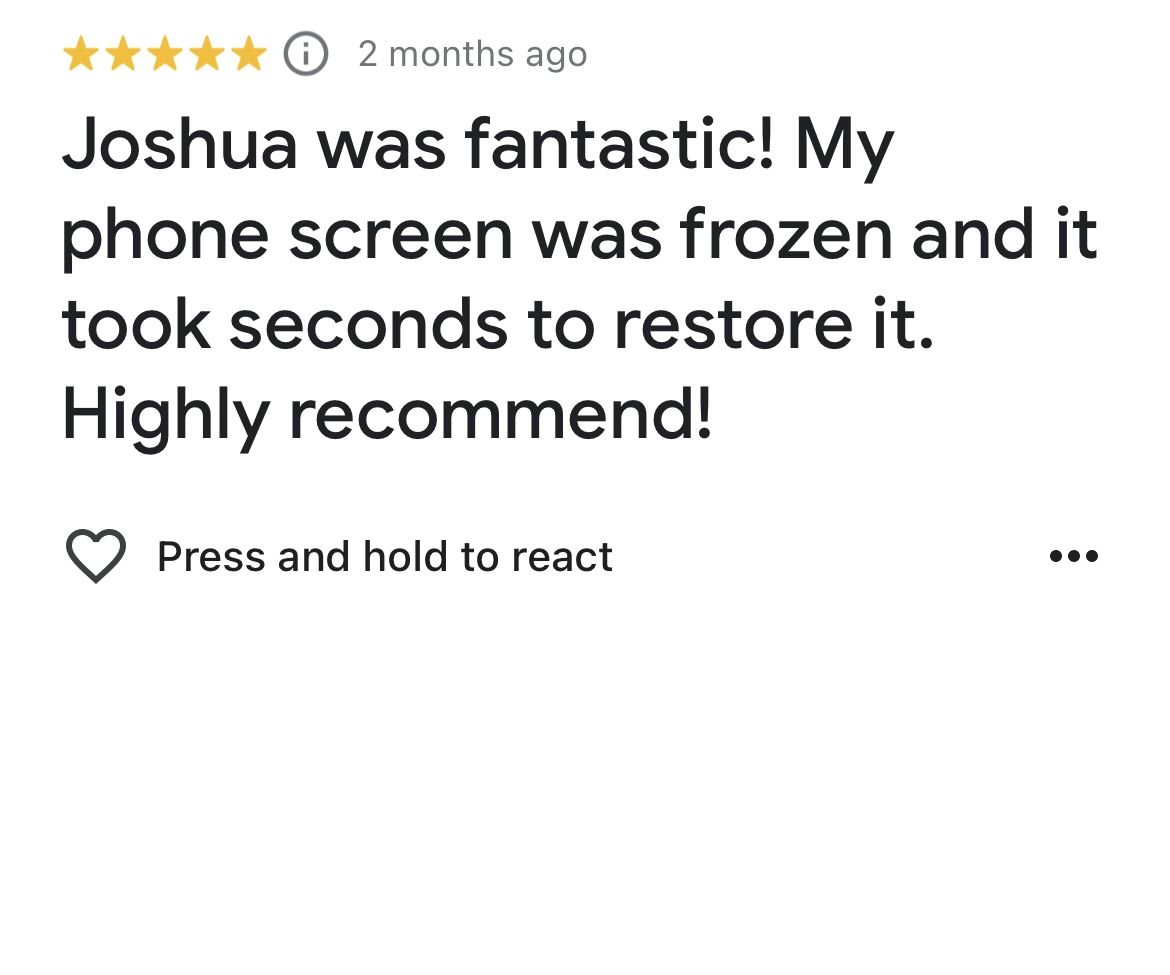 2 months ago
Joshua was fantastic! My
phone screen was frozen and it
took seconds to restore it.
Highly recommend!
Press and hold to react